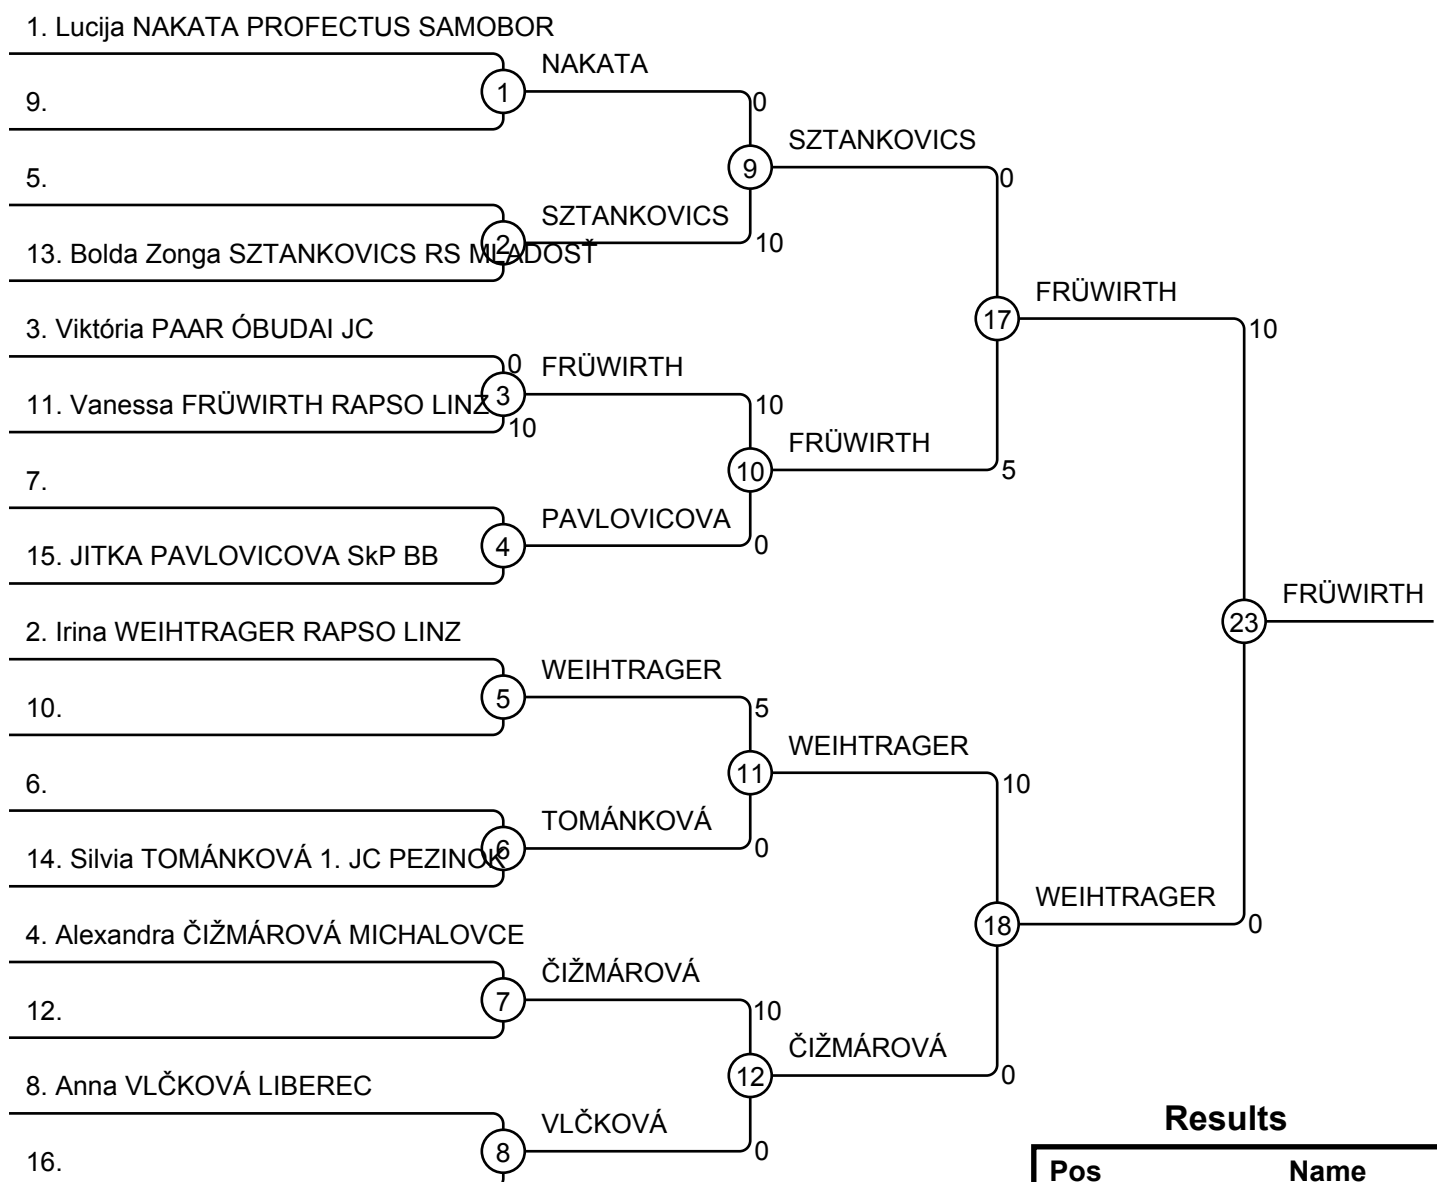 1. Lucija NAKATA PROFECTUS SAMOBOR
NAKATA
1
9.
0
SZTANKOVICS
9
5.
0
SZTANKOVICS
2
10
13. Bolda Zonga SZTANKOVICS RS MLADOSŤ
FRÜWIRTH
17
10
3. Viktória PAAR ÓBUDAI JC
0
FRÜWIRTH
3
11. Vanessa FRÜWIRTH RAPSO LINZ
10
10
FRÜWIRTH
10
5
7.
PAVLOVICOVA
4
0
15. JITKA PAVLOVICOVA SkP BB
FRÜWIRTH
23
2. Irina WEIHTRAGER RAPSO LINZ
WEIHTRAGER
5
10.
5
WEIHTRAGER
11
10
6.
TOMÁNKOVÁ
6
0
14. Silvia TOMÁNKOVÁ 1. JC PEZINOK
WEIHTRAGER
18
0
4. Alexandra ČIŽMÁROVÁ MICHALOVCE
ČIŽMÁROVÁ
7
12.
10
ČIŽMÁROVÁ
12
0
8. Anna VLČKOVÁ LIBEREC
VLČKOVÁ
8
0
16.
Results
Pos Name